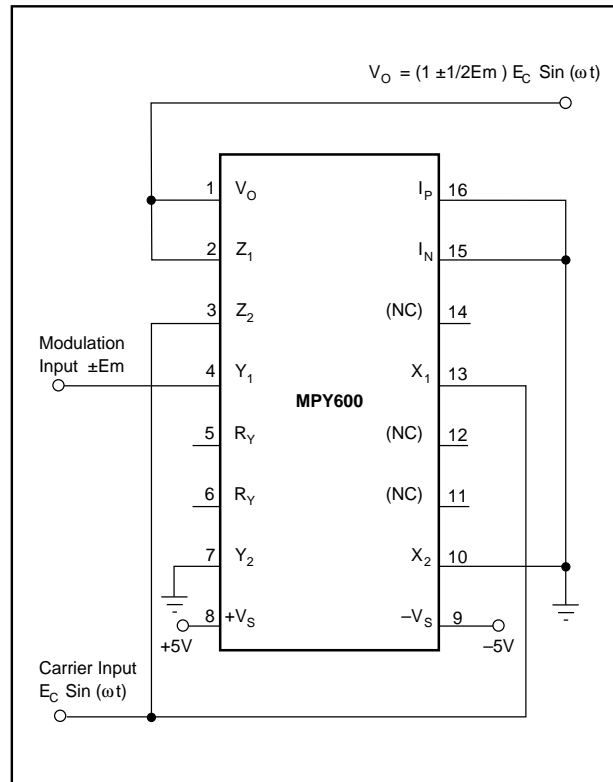 V_O = (1 ±1/2Em ) E_C Sin (ωt)
1 V_O I_P 16
2 Z_1 I_N 15
3 Z_2 (NC) 14
Modulation
Input ±Em
4 Y_1 X_1 13
MPY600
5 R_Y (NC) 12
6 R_Y (NC) 11
7 Y_2 X_2 10
8 +V_S –V_S 9
+5V –5V
Carrier Input
E_C Sin (ωt)